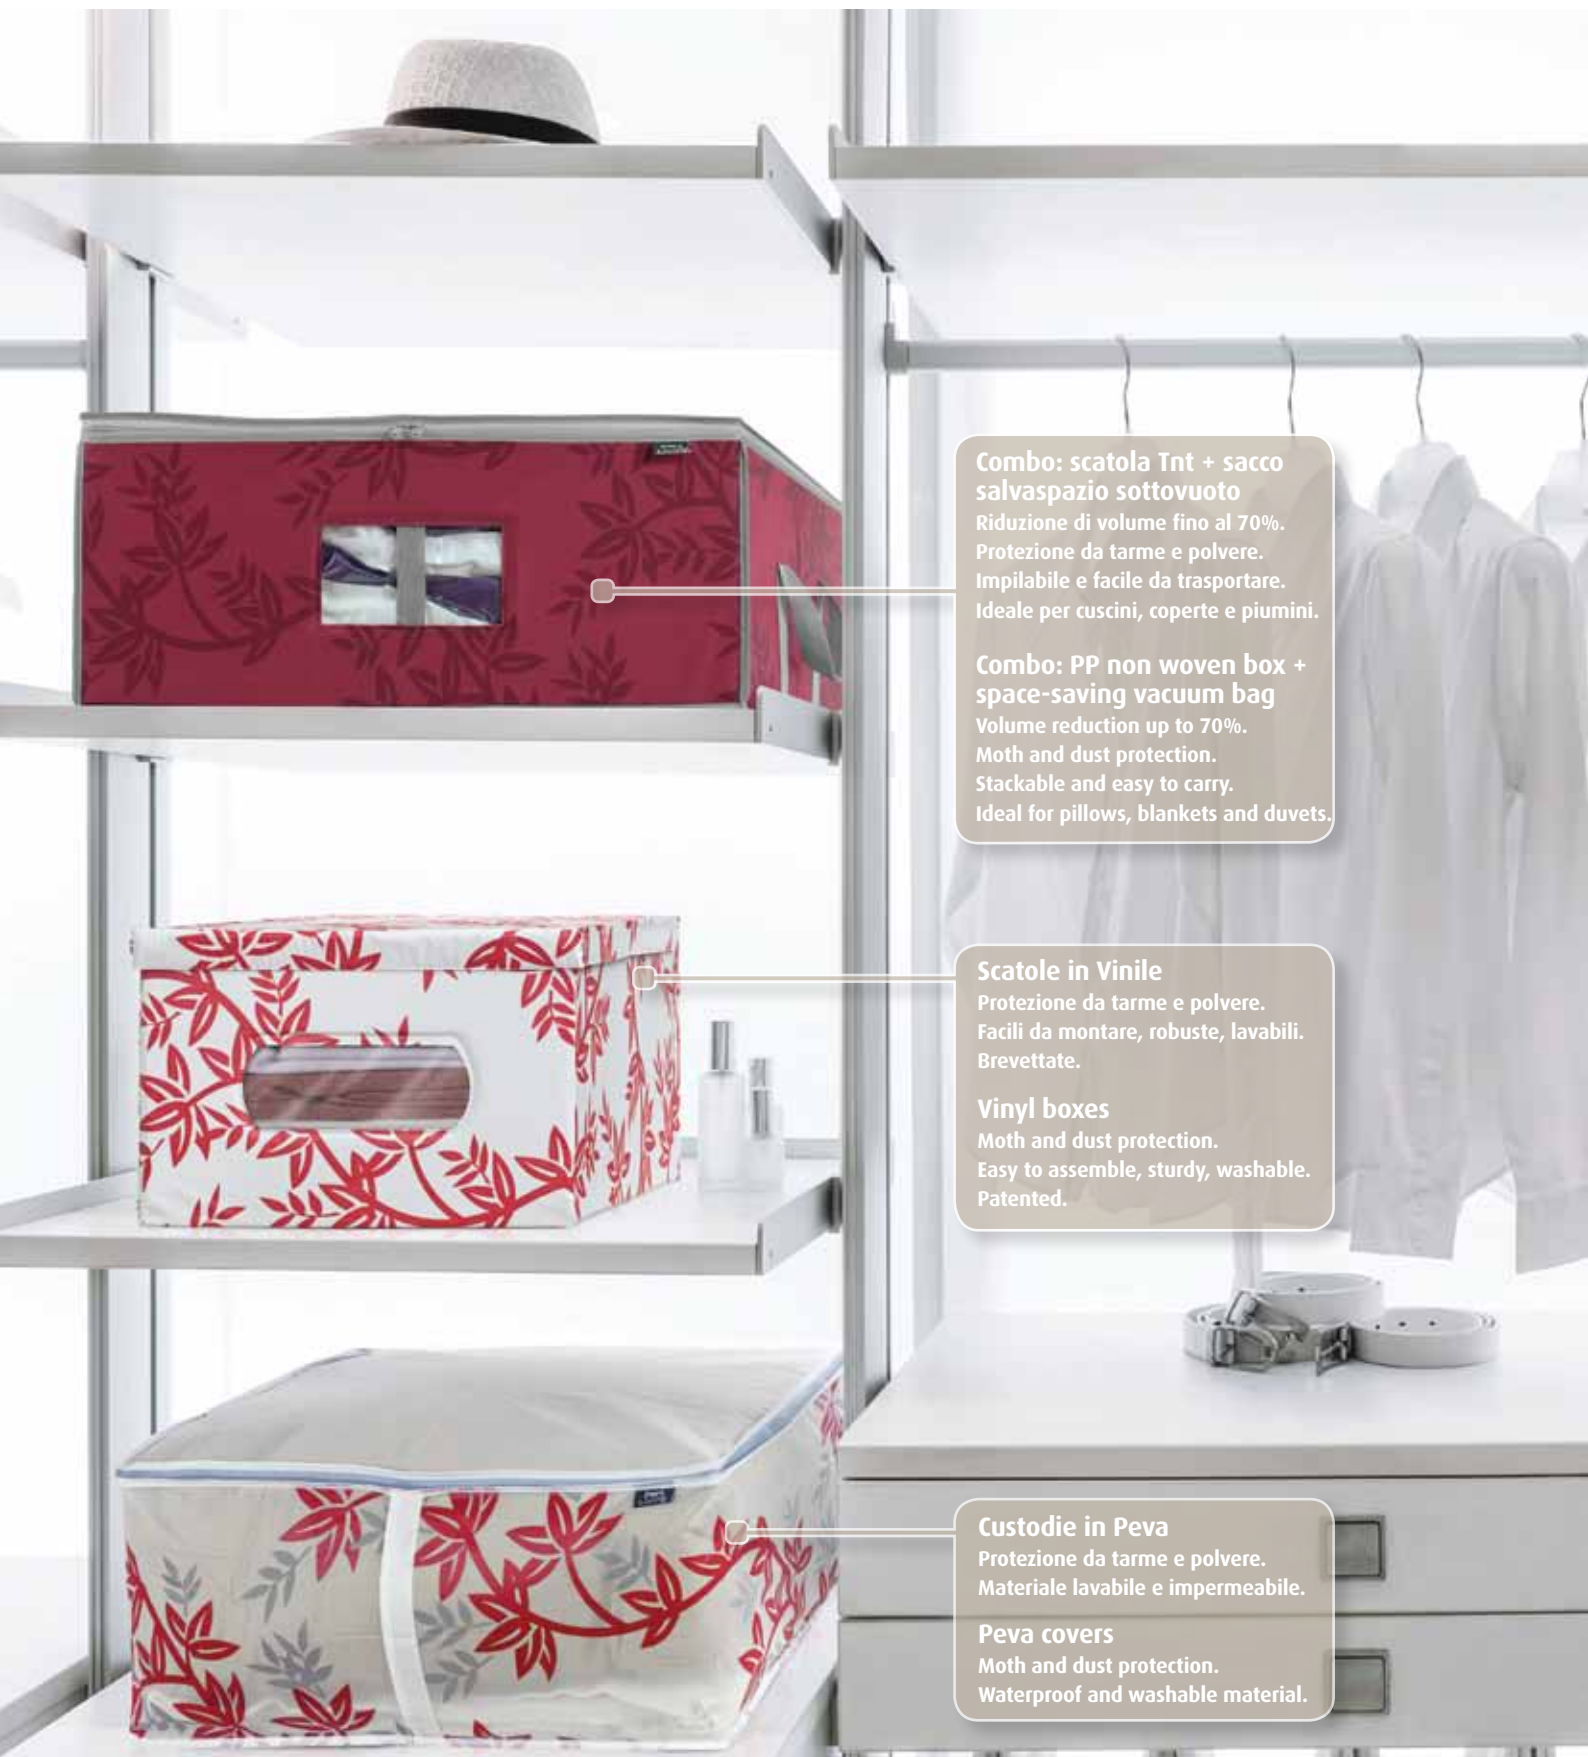 Combo: scatola Tnt + sacco
salvaspazio sottovuoto
Riduzione di volume fino al 70%.
Protezione da tarme e polvere.
Impilabile e facile da trasportare.
Ideale per cuscini, coperte e piumini.
Combo: PP non woven box +
space-saving vacuum bag
Volume reduction up to 70%.
Moth and dust protection.
Stackable and easy to carry.
Ideal for pillows, blankets and duvets.
Scatole in Vinile
Protezione da tarme e polvere.
Facili da montare, robuste, lavabili.
Brevettate.
Vinyl boxes
Moth and dust protection.
Easy to assemble, sturdy, washable.
Patented.
Custodie in Peva
Protezione da tarme e polvere.
Materiale lavabile e impermeabile.
Peva covers
Moth and dust protection.
Waterproof and washable material.